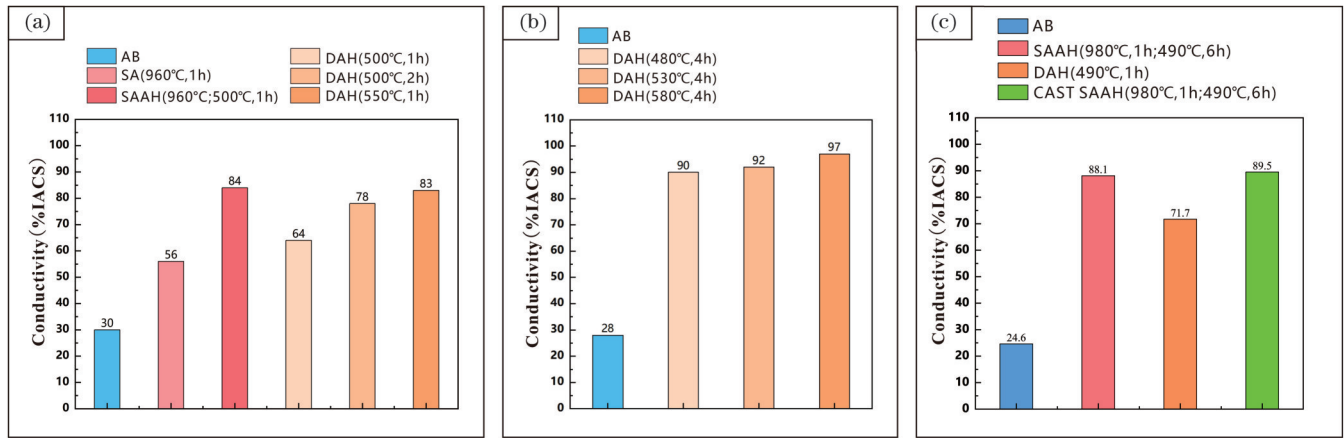 (a)
AB
SA(960℃,1h)
SAAH(960℃;500℃,1h)
DAH(500℃,1h)
DAH(500℃,2h)
DAH(550℃,1h)
Conductivity(%IACS)
110
100
90
80
70
60
50
40
30
20
10
0
30
56
84
64
78
83
(b)
AB
DAH(480℃,4h)
DAH(530℃,4h)
DAH(580℃,4h)
Conductivity(%IACS)
110
100
90
80
70
60
50
40
30
20
10
0
28
90
92
97
(c)
AB
SAAH(980℃,1h;490℃,6h)
DAH(490℃,1h)
CAST SAAH(980℃,1h;490℃,6h)
Conductivity(%IACS)
110
100
90
80
70
60
50
40
30
20
10
0
24.6
88.1
71.7
89.5